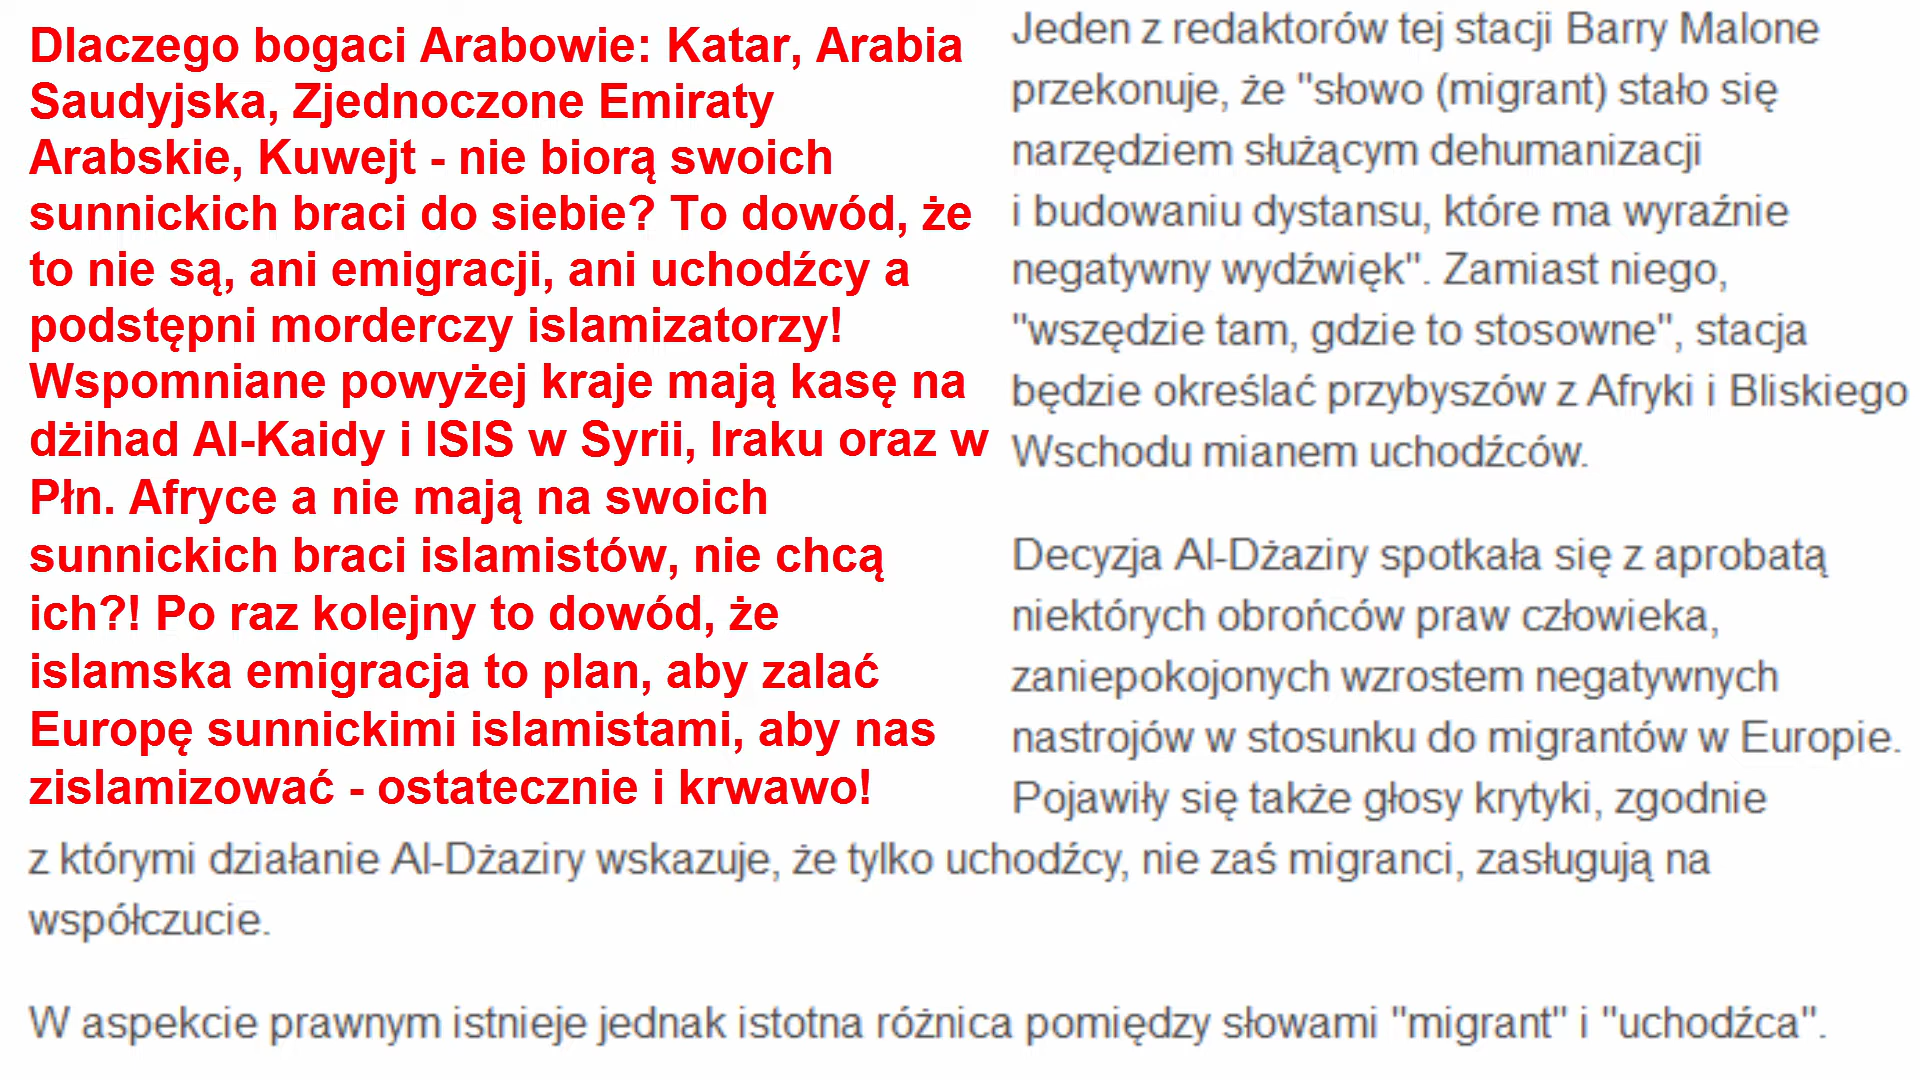 Dlaczego bogaci Arabowie: Katar, Arabia
Saudyjska, Zjednoczone Emiraty
Arabskie, Kuwejt - nie biorą swoich
sunnickich braci do siebie? To dowód, że
to nie są, ani emigracji, ani uchodźcy a
podstępni morderczy islamizatorzy!
Wspomniane powyżej kraje mają kasę na
dżihad Al-Kaidy i ISIS w Syrii, Iraku oraz w
Płn. Afryce a nie mają na swoich
sunnickich braci islamistów, nie chcą
ich?! Po raz kolejny to dowód, że
islamska emigracja to plan, aby zalać
Europę sunnickimi islamistami, aby nas
zislamizować - ostatecznie i krwawo!
Jeden z redaktorów tej stacji Barry Malone
przekonuje, że "słowo (migrant) stało się
narzędziem służącym dehumanizacji
i budowaniu dystansu, które ma wyraźnie
negatywny wydźwięk". Zamiast niego,
"wszędzie tam, gdzie to stosowne", stacja
będzie określać przybyszów z Afryki i Bliskiego
Wschodu mianem uchodźców.
Decyzja Al-Dżaziry spotkała się z aprobatą
niektórych obrońców praw człowieka,
zaniepokojonych wzrostem negatywnych
nastrojów w stosunku do migrantów w Europie.
Pojawiły się także głosy krytyki, zgodnie
z którymi działanie Al-Dżaziry wskazuje, że tylko uchodźcy, nie zaś migranci, zasługują na
współczucie.
W aspekcie prawnym istnieje jednak istotna różnica pomiędzy słowami "migrant" i "uchodźca".